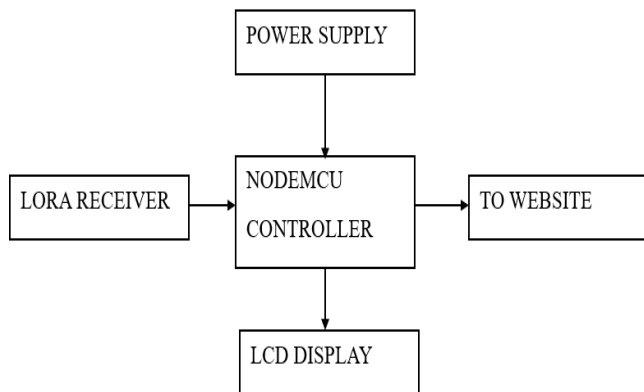 POWER SUPPLY
LORA RECEIVER
NODEMCU
CONTROLLER
TO WEBSITE
LCD DISPLAY